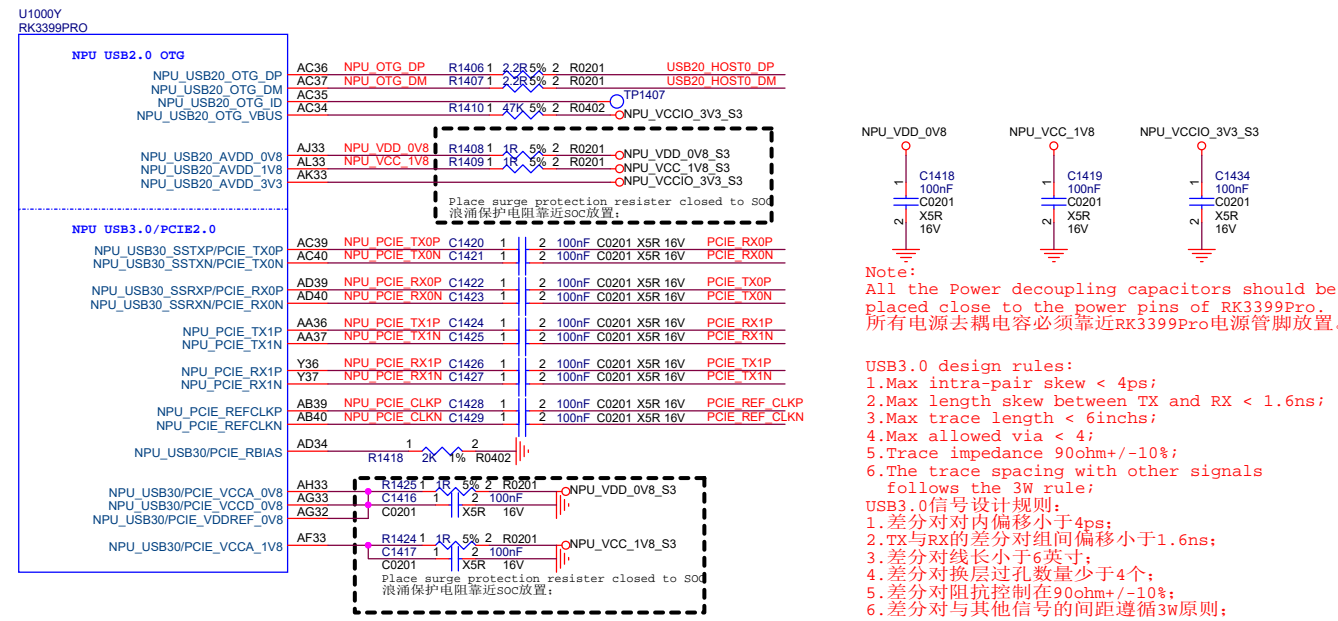 U1000Y
RK3399PRO
NPU USB2.0 OTG
NPU_USB20_OTG_DP AC36 NPU_OTG_DP R1406 1 2.2R 5% 2 R0201 USB20_HOST0_DP
NPU_USB20_OTG_DM AC37 NPU_OTG_DM R1407 1 2.2R 5% 2 R0201 USB20_HOST0_DM
NPU_USB20_OTG_ID AC35 TP1407
NPU_USB20_OTG_VBUS AC34 R1410 1 47K 5% 2 R0402 NPU_VCCIO_3V3_S3
NPU_USB20_AVDD_0V8 AJ33 NPU_VDD_0V8 R1408 1 1R 5% 2 R0201 NPU_VDD_0V8_S3
NPU_USB20_AVDD_1V8 AL33 NPU_VCC_1V8 R1409 1 1R 5% 2 R0201 NPU_VCC_1V8_S3
NPU_USB20_AVDD_3V3 AK33 NPU_VCCIO_3V3_S3
Place surge protection resister closed to SOC
浪涌保护电阻靠近SOC放置;
NPU USB3.0/PCIE2.0
NPU_USB30_SSTXP/PCIE_TX0P AC39 NPU_PCIE_TX0P C1420 1 2 100nF C0201 X5R 16V PCIE_RX0P
NPU_USB30_SSTXN/PCIE_TX0N AC40 NPU_PCIE_TX0N C1421 1 2 100nF C0201 X5R 16V PCIE_RX0N
NPU_USB30_SSRXP/PCIE_RX0P AD39 NPU_PCIE_RX0P C1422 1 2 100nF C0201 X5R 16V PCIE_TX0P
NPU_USB30_SSRXN/PCIE_RX0N AD40 NPU_PCIE_RX0N C1423 1 2 100nF C0201 X5R 16V PCIE_TX0N
NPU_PCIE_TX1P AA36 NPU_PCIE_TX1P C1424 1 2 100nF C0201 X5R 16V PCIE_RX1P
NPU_PCIE_TX1N AA37 NPU_PCIE_TX1N C1425 1 2 100nF C0201 X5R 16V PCIE_RX1N
NPU_PCIE_RX1P Y36 NPU_PCIE_RX1P C1426 1 2 100nF C0201 X5R 16V PCIE_TX1P
NPU_PCIE_RX1N Y37 NPU_PCIE_RX1N C1427 1 2 100nF C0201 X5R 16V PCIE_TX1N
NPU_PCIE_REFCLKP AB39 NPU_PCIE_CLKP C1428 1 2 100nF C0201 X5R 16V PCIE_REF_CLKP
NPU_PCIE_REFCLKN AB40 NPU_PCIE_CLKN C1429 1 2 100nF C0201 X5R 16V PCIE_REF_CLKN
NPU_USB30/PCIE_RBIAS AD34 1 2
R1418 2K 1% R0402
NPU_USB30/PCIE_VCCA_0V8 AH33 R1425 1 1R 5% 2 R0201 NPU_VDD_0V8_S3
NPU_USB30/PCIE_VCCD_0V8 AG33 C1416 1 2 100nF
NPU_USB30/PCIE_VDDREF_0V8 AG32 C0201 X5R 16V
NPU_USB30/PCIE_VCCA_1V8 AF33 R1424 1 1R 5% 2 R0201 NPU_VCC_1V8_S3
C1417 1 2 100nF
C0201 X5R 16V
Place surge protection resister closed to SOC
浪涌保护电阻靠近SOC放置;
NPU_VDD_0V8 NPU_VCC_1V8 NPU_VCCIO_3V3_S3
C1418 C1419 C1434
1 100nF 1 100nF 1 100nF
C0201 C0201 C0201
2 X5R 2 X5R 2 X5R
16V 16V 16V
Note:
All the Power decoupling capacitors should be
placed close to the power pins of RK3399Pro.
所有电源去耦电容必须靠近RK3399Pro电源管脚放置.
USB3.0 design rules:
1.Max intra-pair skew < 4ps;
2.Max length skew between TX and RX < 1.6ns;
3.Max trace length < 6inchs;
4.Max allowed via < 4;
5.Trace impedance 90ohm+/-10%;
6.The trace spacing with other signals
follows the 3W rule;
USB3.0信号设计规则:
1.差分对对内偏移小于4ps;
2.TX与RX的差分对组间偏移小于1.6ns;
3.差分对线长小于6英寸;
4.差分对换层过孔数量少于4个;
5.差分对阻抗控制在90ohm+/-10%;
6.差分对与其他信号的间距遵循3W原则;